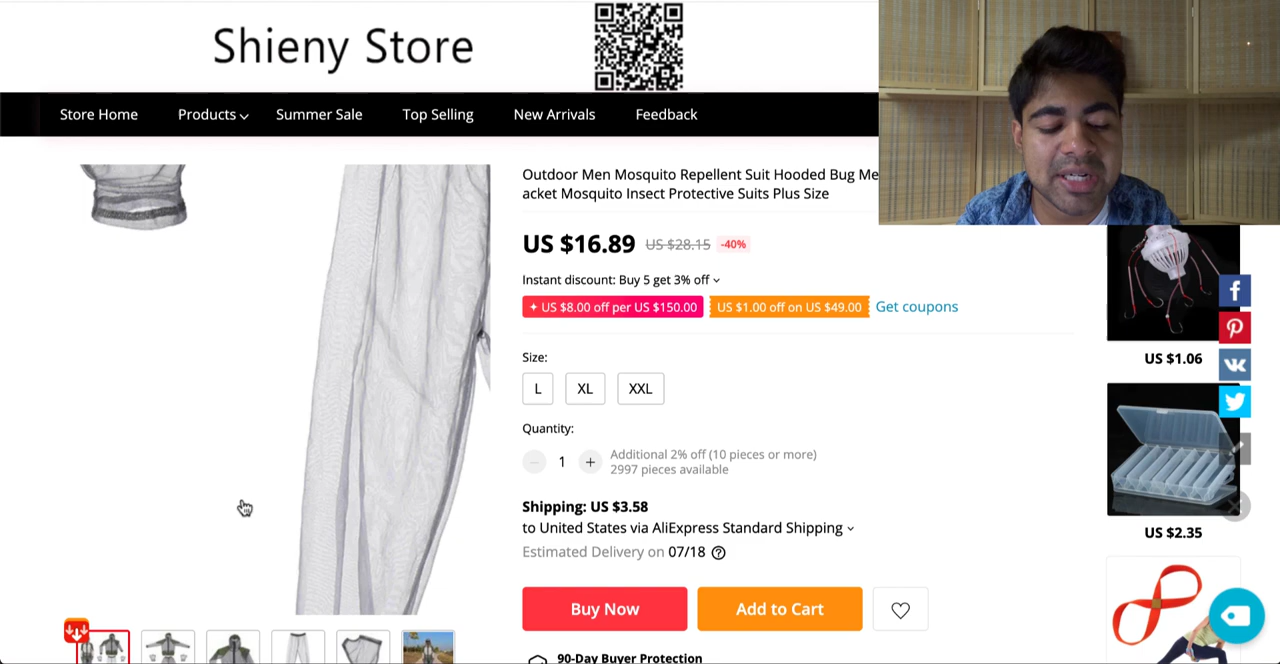 Shieny Store
Store Home
Products
Summer Sale
Top Selling
New Arrivals
Feedback
Outdoor Men Mosquito Repellent Suit Hooded Bug Me
acket Mosquito Insect Protective Suits Plus Size
US $16.89 US $28.15 -40%
Instant discount: Buy 5 get 3% off
US $8.00 off per US $150.00
US $1.00 off on US $49.00
Get coupons
Size:
L
XL
XXL
Quantity:
1
Additional 2% off (10 pieces or more)
2997 pieces available
Shipping: US $3.58
to United States via AliExpress Standard Shipping
Estimated Delivery on 07/18
Buy Now
Add to Cart
90-Day Buyer Protection
US $1.06
US $2.35